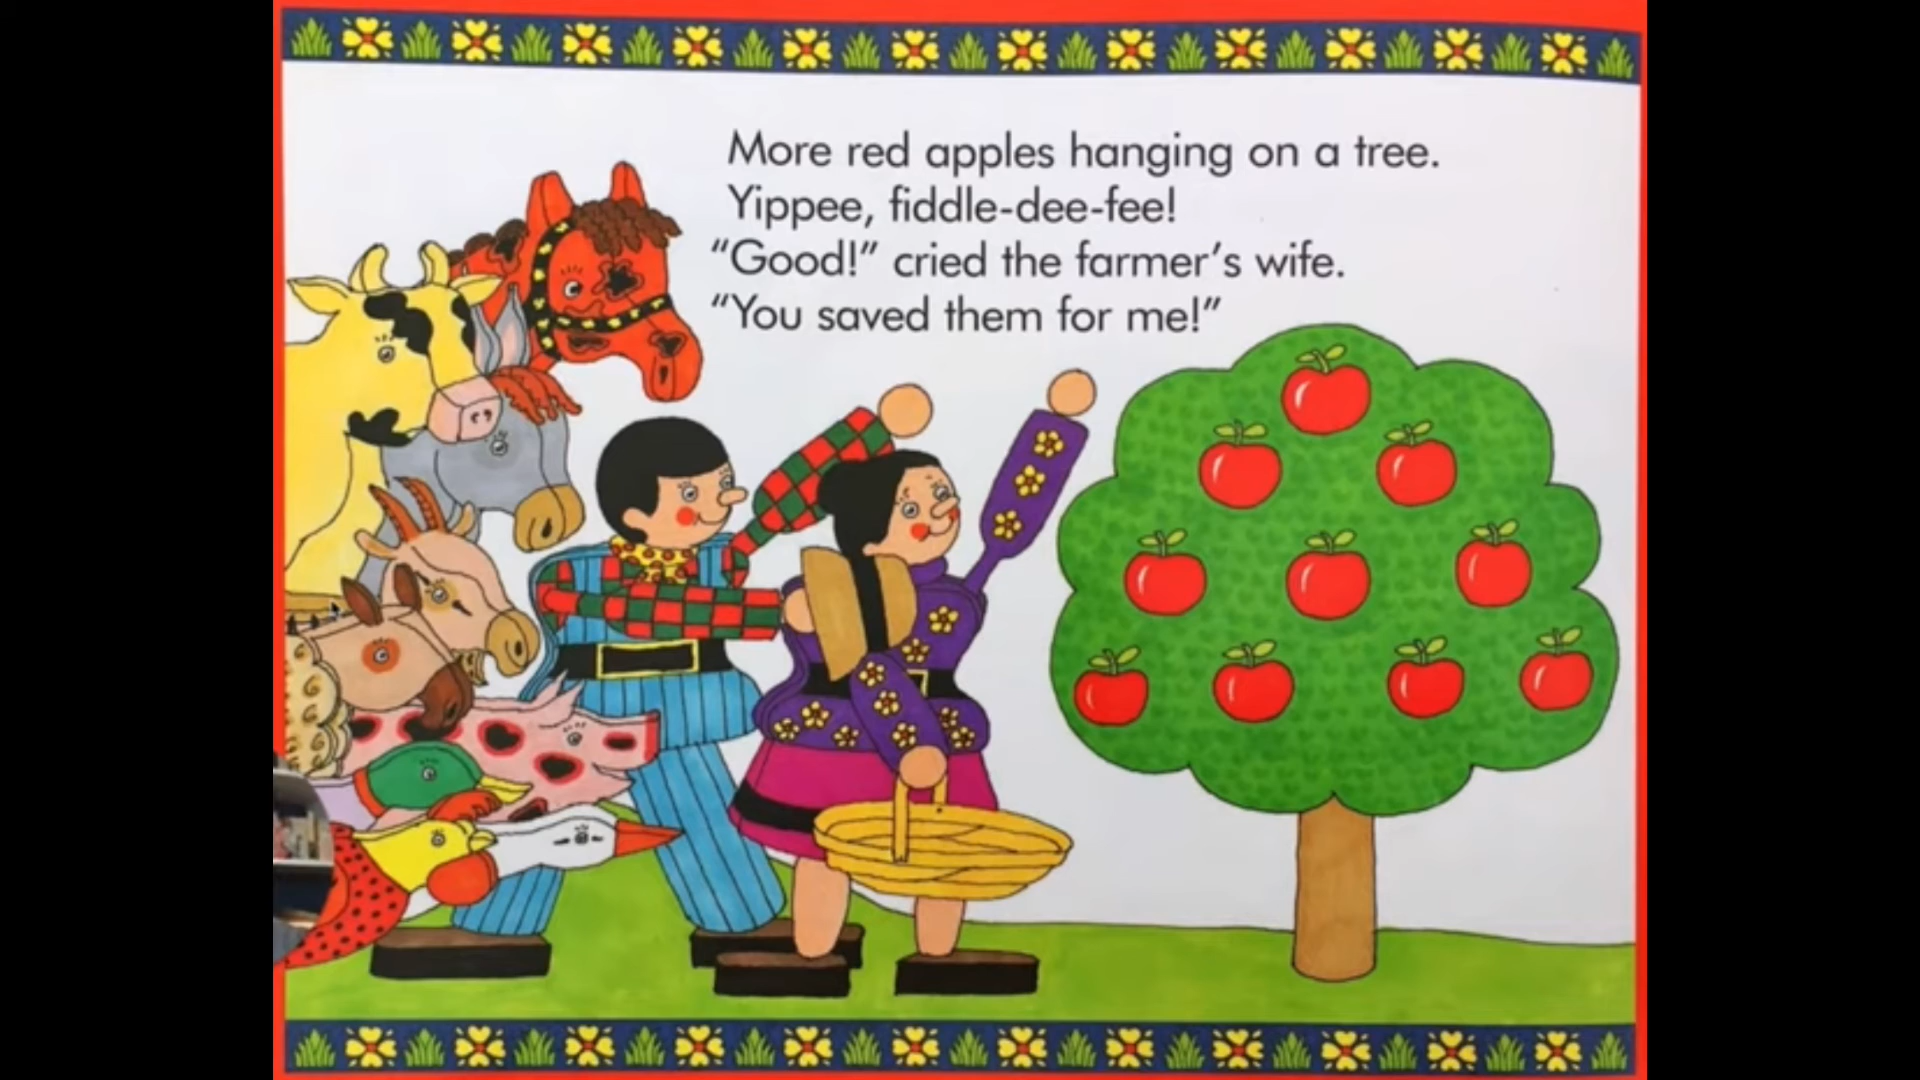 More red apples hanging on a tree.
Yippee, fiddle-dee-fee!
“Good!” cried the farmer’s wife.
“You saved them for me!”